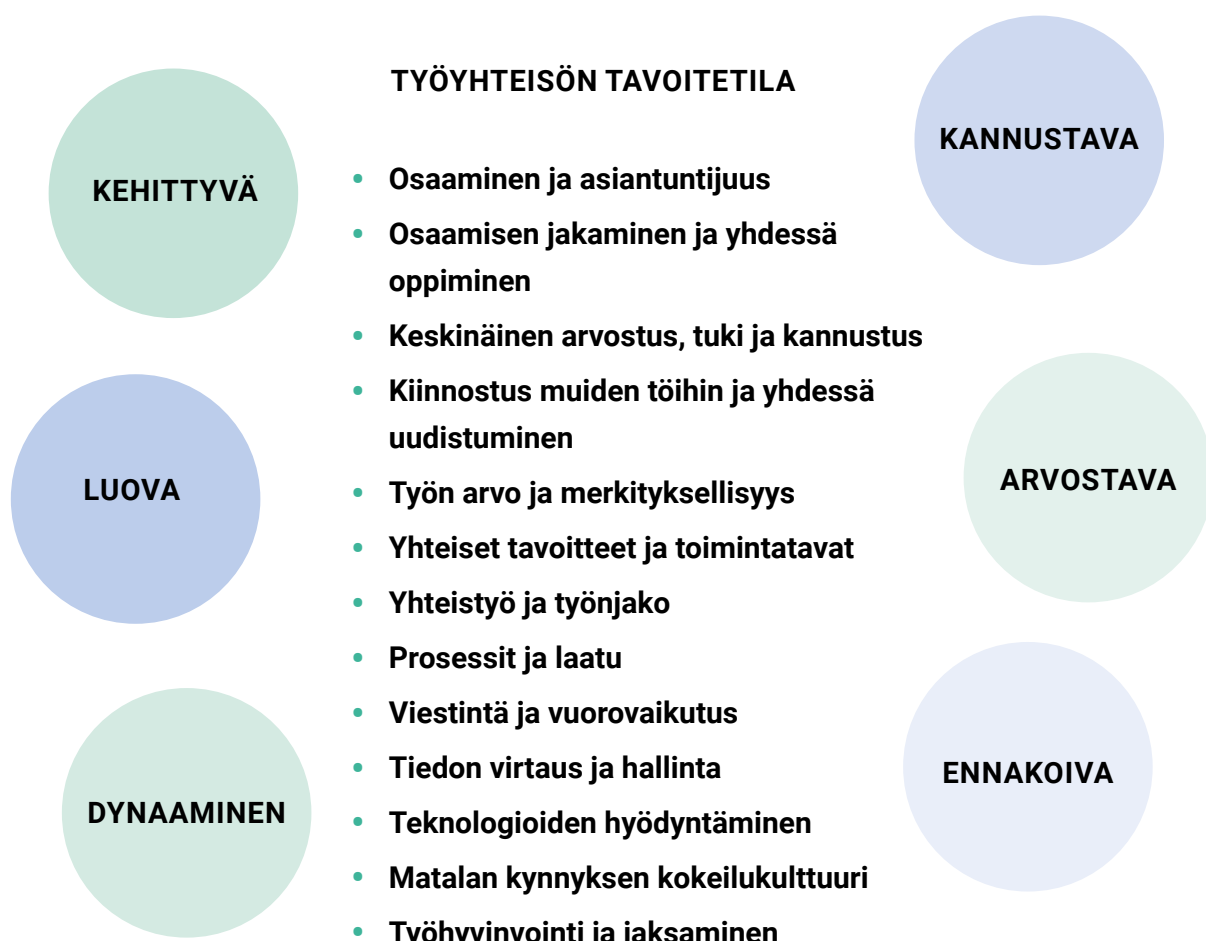 TYÖYHTEISÖN TAVOITETILA
KEHITTYVÄ
LUOVA
DYNAAMINEN
• Osaaminen ja asiantuntijuus
• Osaamisen jakaminen ja yhdessä
oppiminen
• Keskinäinen arvostus, tuki ja kannustus
• Kiinnostus muiden töihin ja yhdessä
uudistuminen
• Työn arvo ja merkityksellisyys
• Yhteiset tavoitteet ja toimintatavat
• Yhteistyö ja työnjako
• Prosessit ja laatu
• Viestintä ja vuorovaikutus
• Tiedon virtaus ja hallinta
• Teknologioiden hyödyntäminen
• Matalan kynnyksen kokeilukulttuuri
• Työhyvinvointi ja jaksaminen
KANNUSTAVA
ARVOSTAVA
ENNAKOIVA